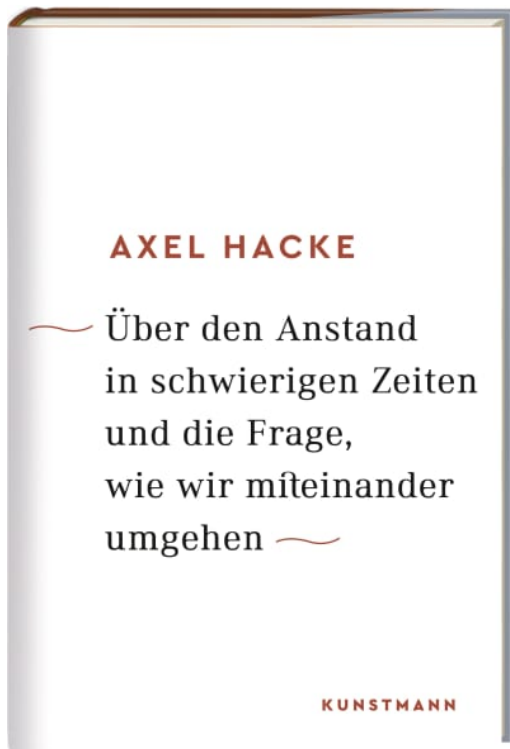 AXEL HACKE
Über den Anstand
in schwierigen Zeiten
und die Frage,
wie wir miteinander
umgehen
KUNSTMANN